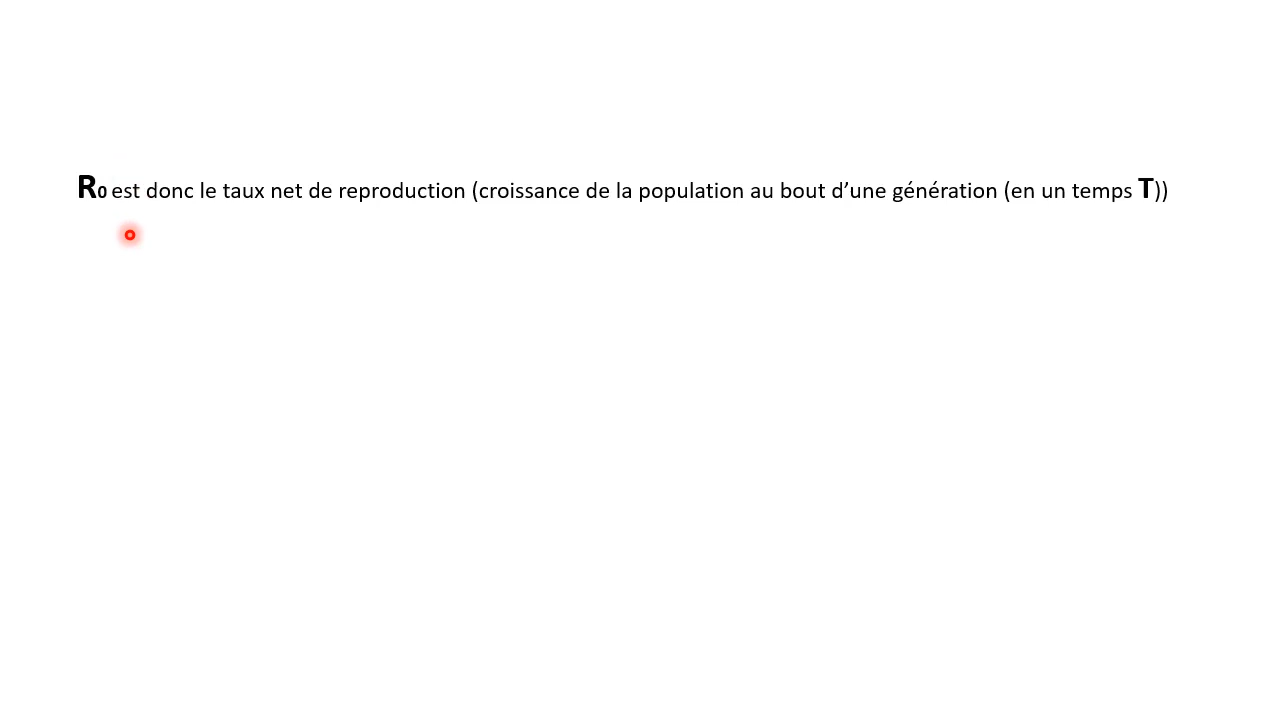 R₀ est donc le taux net de reproduction (croissance de la population au bout d’une génération (en un temps T))